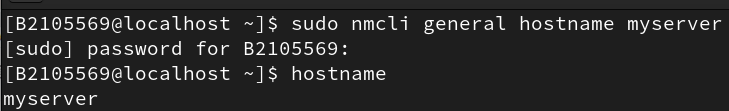 [B2105569@localhost ~]$ sudo nmcli general hostname myserver
[sudo] password for B2105569:
[B2105569@localhost ~]$ hostname
myserver